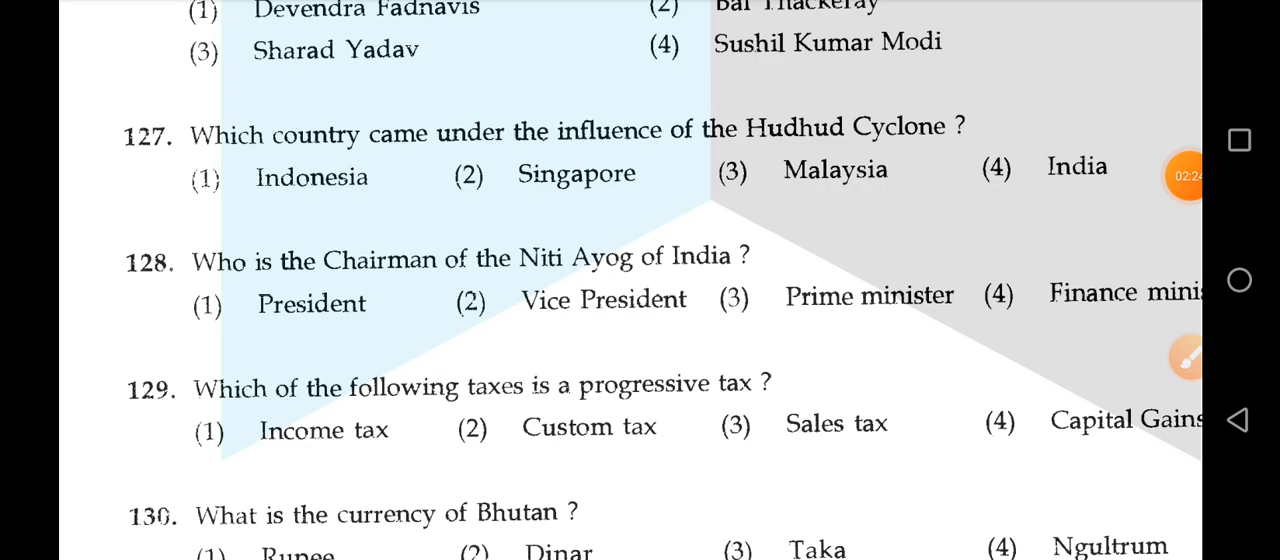 (1) Devendra Fadnavis (2) Bal Thackeray
(3) Sharad Yadav (4) Sushil Kumar Modi
127. Which country came under the influence of the Hudhud Cyclone ?
(1) Indonesia (2) Singapore (3) Malaysia (4) India
02:24
128. Who is the Chairman of the Niti Ayog of India ?
(1) President (2) Vice President (3) Prime minister (4) Finance minis
129. Which of the following taxes is a progressive tax ?
(1) Income tax (2) Custom tax (3) Sales tax (4) Capital Gains
130. What is the currency of Bhutan ?
(1) Rupee (2) Dinar (3) Taka (4) Ngultrum